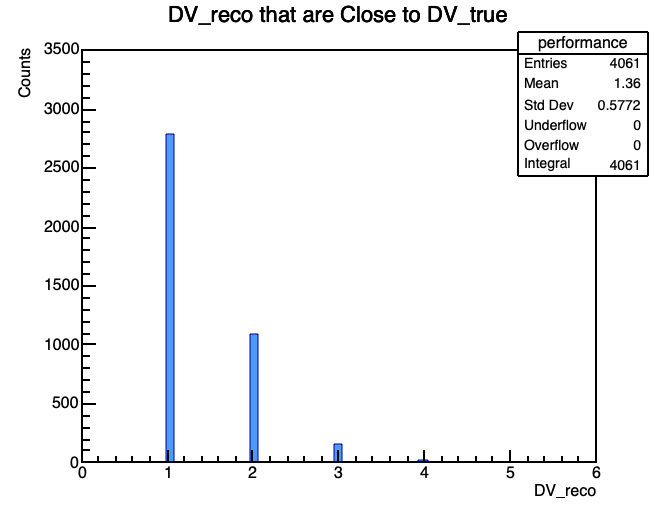 DV_reco that are Close to DV_true
performance
Entries 4061
Mean 1.36
Std Dev 0.5772
Underflow 0
Overflow 0
Integral 4061
Counts
3500
3000
2500
2000
1500
1000
500
0
0 1 2 3 4 5 6
DV_reco